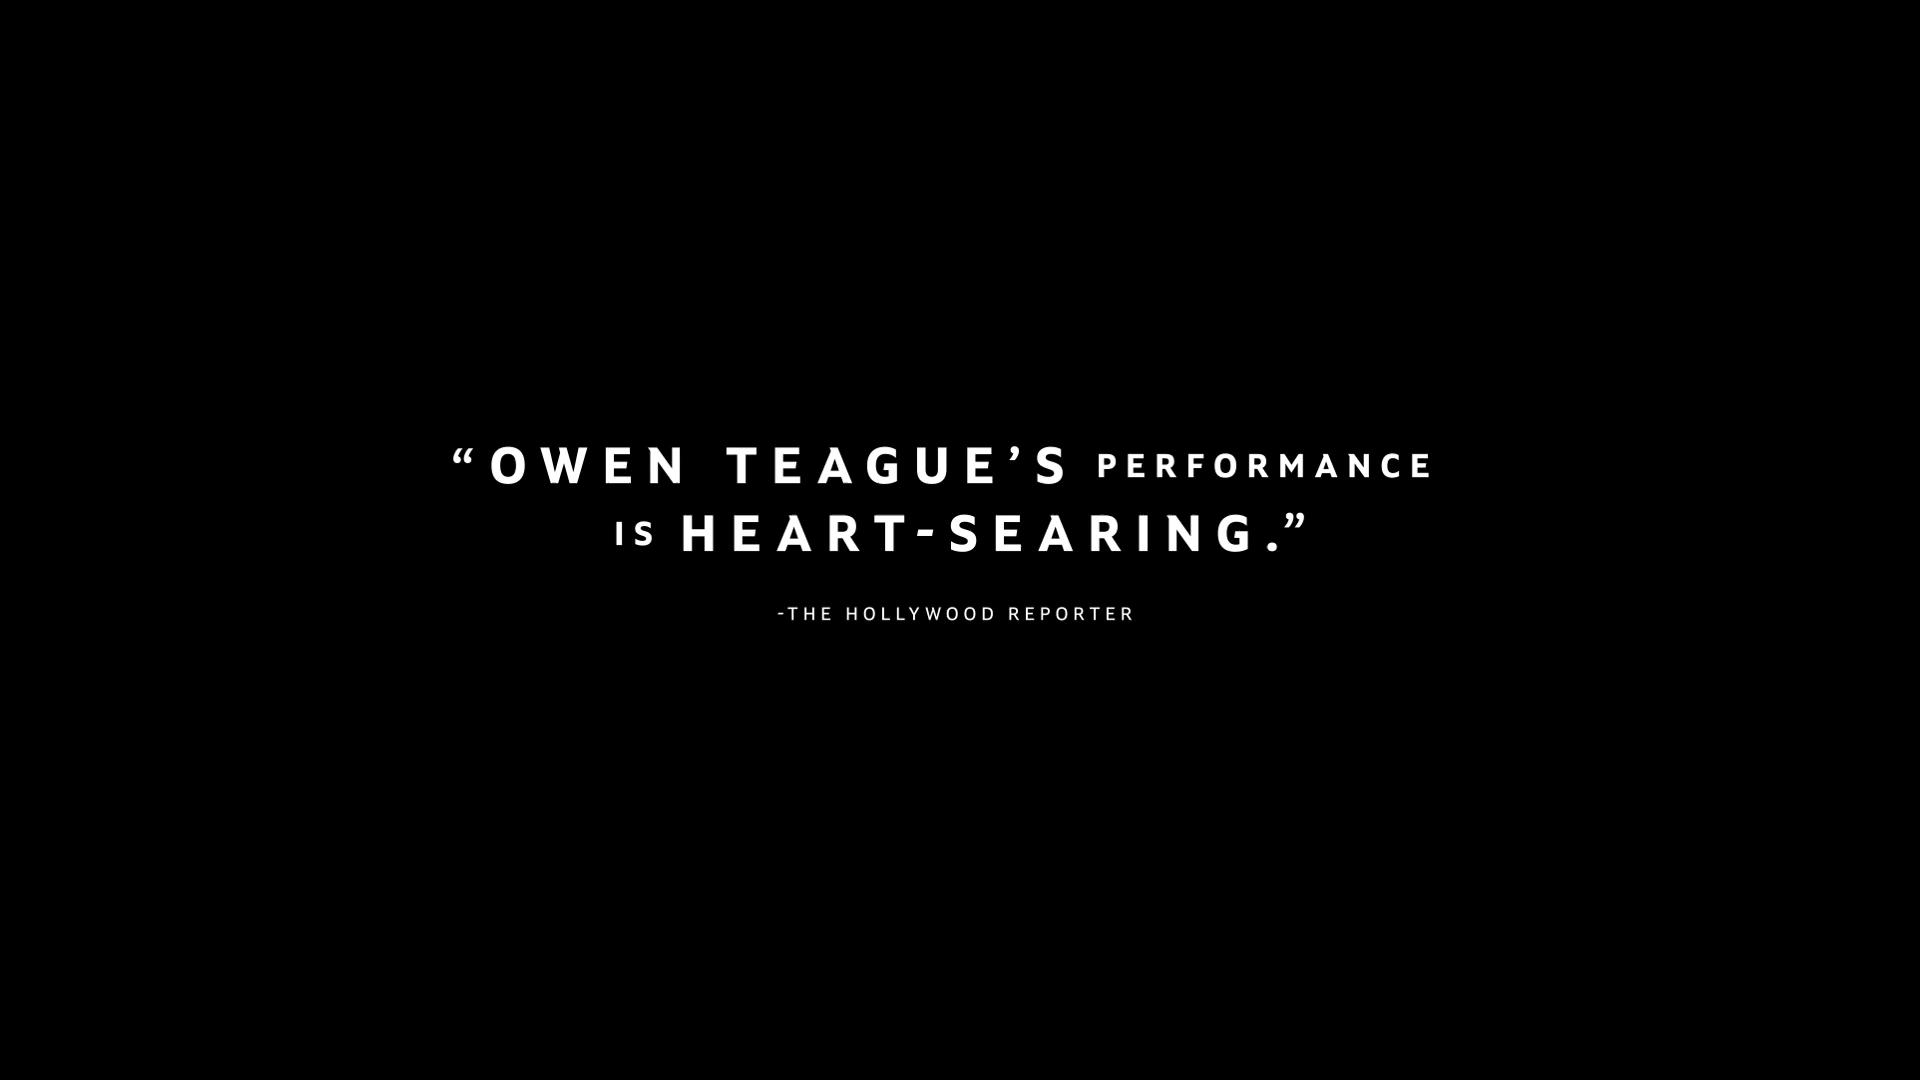 “OWEN TEAGUE’S PERFORMANCE
IS HEART-SEARING.”
-THE HOLLYWOOD REPORTER